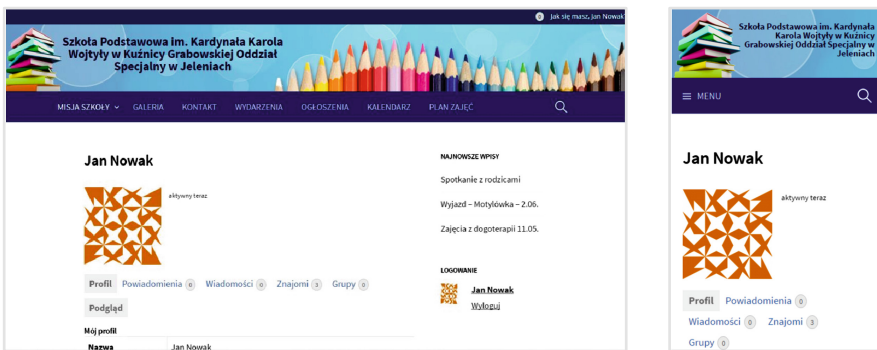 0 Jak się masz, Jan Nowak
Szkoła Podstawowa im. Kardynała Karola
Wojtyły w Kuźnicy Grabowskiej Oddział
Specjalny w Jeleniach
MISJA SZKOŁY GALERIA KONTAKT WYDARZENIA OGŁOSZENIA KALENDARZ PLAN ZAJĘĆ
Jan Nowak
aktywny teraz
Profil Powiadomienia 0 Wiadomości 0 Znajomi 3 Grupy 0
Podgląd
Mój profil
Nazwa Jan Nowak
NAJNOWSZE WPISY
Spotkanie z rodzicami
Wyjazd – Motylówka – 2.06.
Zajęcia z dogoterapii 11.05.
LOGOWANIE
Jan Nowak
Wyloguj
Szkoła Podstawowa im. Kardynała
Karola Wojtyły w Kuźnicy
Grabowskiej Oddział Specjalny w
Jeleniach
MENU
Jan Nowak
aktywny teraz
Profil Powiadomienia 0
Wiadomości 0 Znajomi 3
Grupy 0